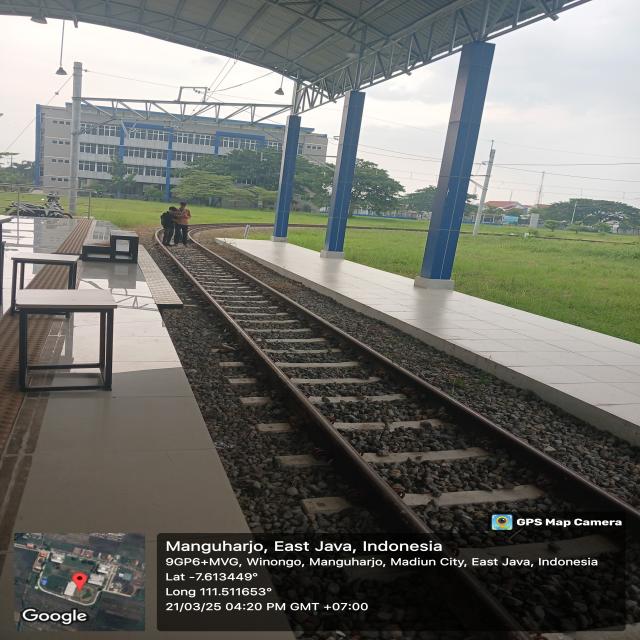 GPS Map Camera
Manguharjo, East Java, Indonesia
9GP6+MVG, Winongo, Manguharjo, Madiun City, East Java, Indonesia
Lat -7.613449°
Long 111.511653°
21/03/25 04:20 PM GMT +07:00
Google